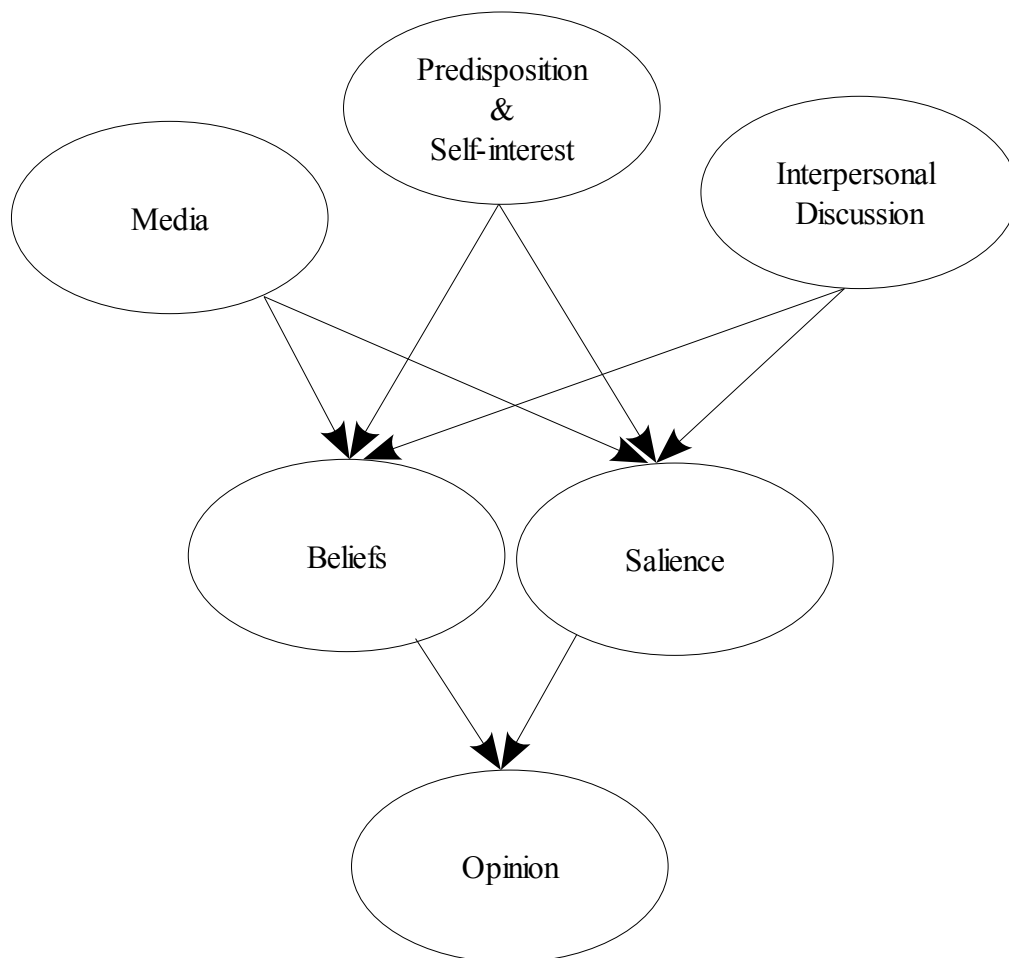 Predisposition
&
Self-interest
Media
Interpersonal
Discussion
Beliefs
Salience
Opinion